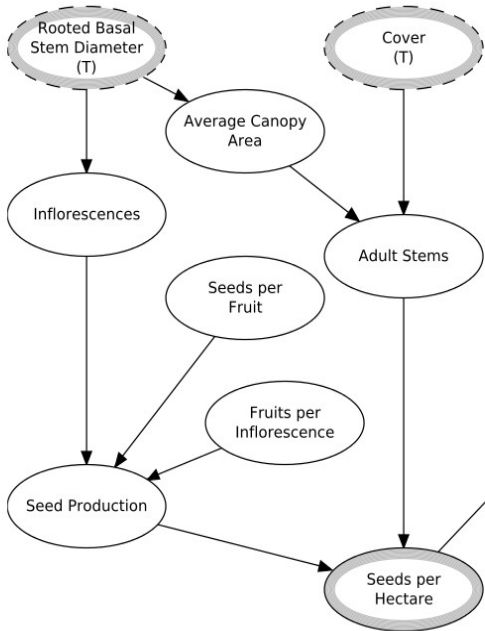 Rooted Basal
Stem Diameter
(T)
Cover
(T)
Average Canopy
Area
Inflorescences
Adult Stems
Seeds per
Fruit
Fruits per
Inflorescence
Seed Production
Seeds per
Hectare